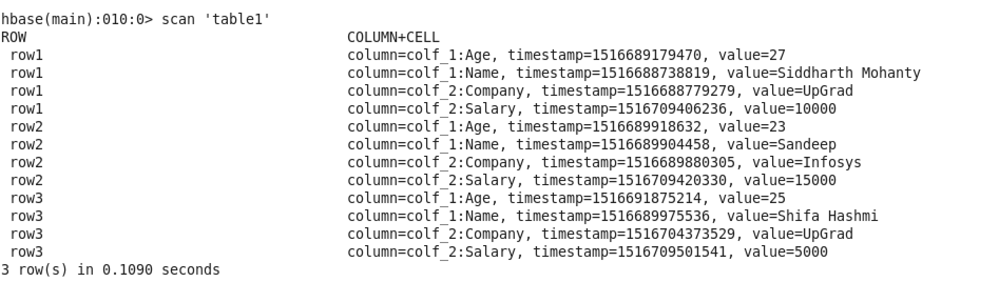 hbase(main):010:0> scan 'table1'
ROW COLUMN+CELL
row1 column=colf_1:Age, timestamp=1516689179470, value=27
row1 column=colf_1:Name, timestamp=1516688738819, value=Siddharth Mohanty
row1 column=colf_2:Company, timestamp=1516688779279, value=UpGrad
row1 column=colf_2:Salary, timestamp=1516709406236, value=10000
row2 column=colf_1:Age, timestamp=1516689918632, value=23
row2 column=colf_1:Name, timestamp=1516689904458, value=Sandeep
row2 column=colf_2:Company, timestamp=1516689880305, value=Infosys
row2 column=colf_2:Salary, timestamp=1516709420330, value=15000
row3 column=colf_1:Age, timestamp=1516691875214, value=25
row3 column=colf_1:Name, timestamp=1516689975536, value=Shifa Hashmi
row3 column=colf_2:Company, timestamp=1516704373529, value=UpGrad
row3 column=colf_2:Salary, timestamp=1516709501541, value=5000
3 row(s) in 0.1090 seconds